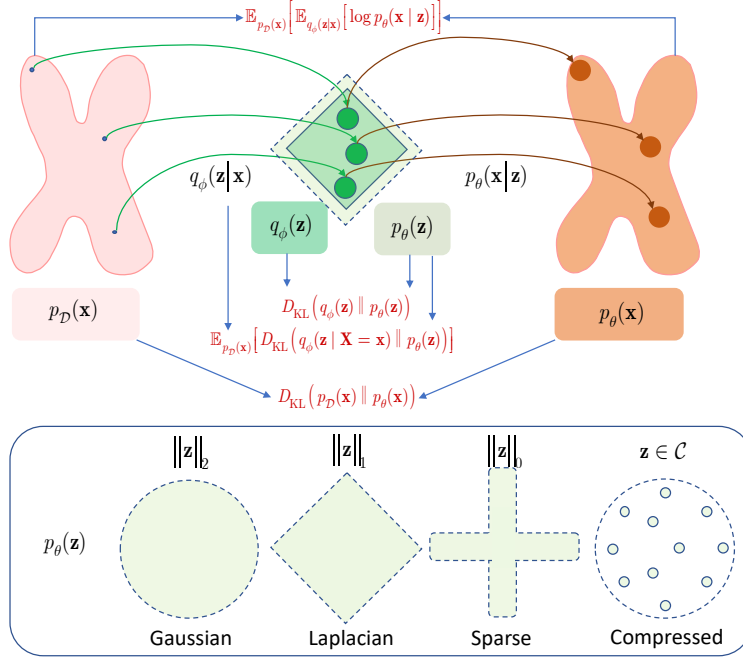 𝔼_{p_𝒟(𝐱)}[𝔼_{q_ϕ(𝐳|𝐱)}[log p_θ(𝐱 | 𝐳)]]
q_ϕ(𝐳|𝐱)
p_θ(𝐱|𝐳)
q_ϕ(𝐳)
p_θ(𝐳)
p_𝒟(𝐱)
D_KL(q_ϕ(𝐳) ‖ p_θ(𝐳))
p_θ(𝐱)
𝔼_{p_𝒟(𝐱)}[D_KL(q_ϕ(𝐳 | 𝐗 = 𝐱) ‖ p_θ(𝐳))]
D_KL(p_𝒟(𝐱) ‖ p_θ(𝐱))
‖𝐳‖₂
‖𝐳‖₁
‖𝐳‖₀
𝐳 ∈ 𝒞
p_θ(𝐳)
Gaussian
Laplacian
Sparse
Compressed